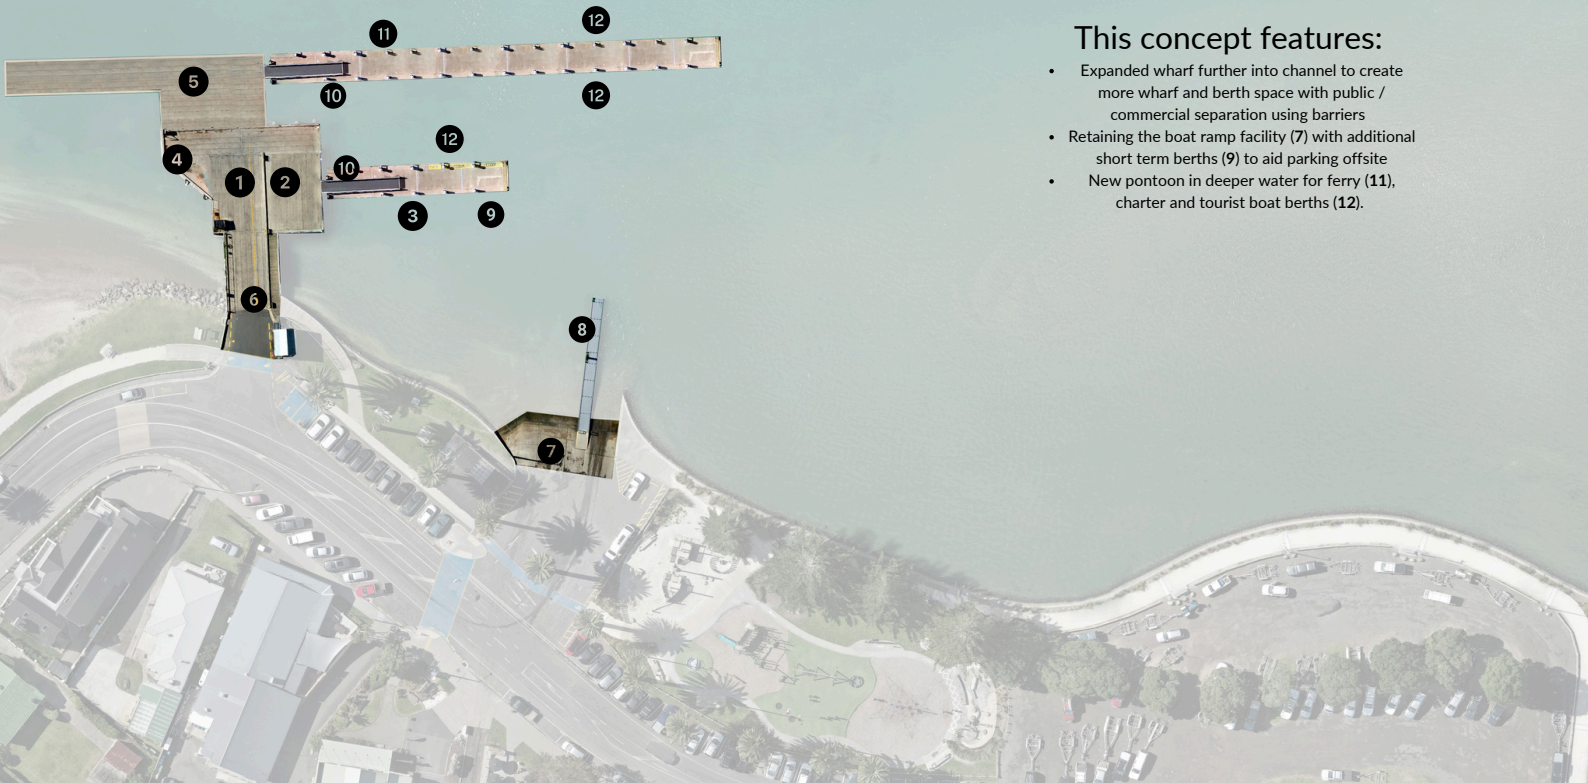 This concept features:
• Expanded wharf further into channel to create
more wharf and berth space with public /
commercial separation using barriers
• Retaining the boat ramp facility (7) with additional
short term berths (9) to aid parking offsite
• New pontoon in deeper water for ferry (11),
charter and tourist boat berths (12).
12
11
5
10
12
12
4
10
1
2
3
9
6
8
7